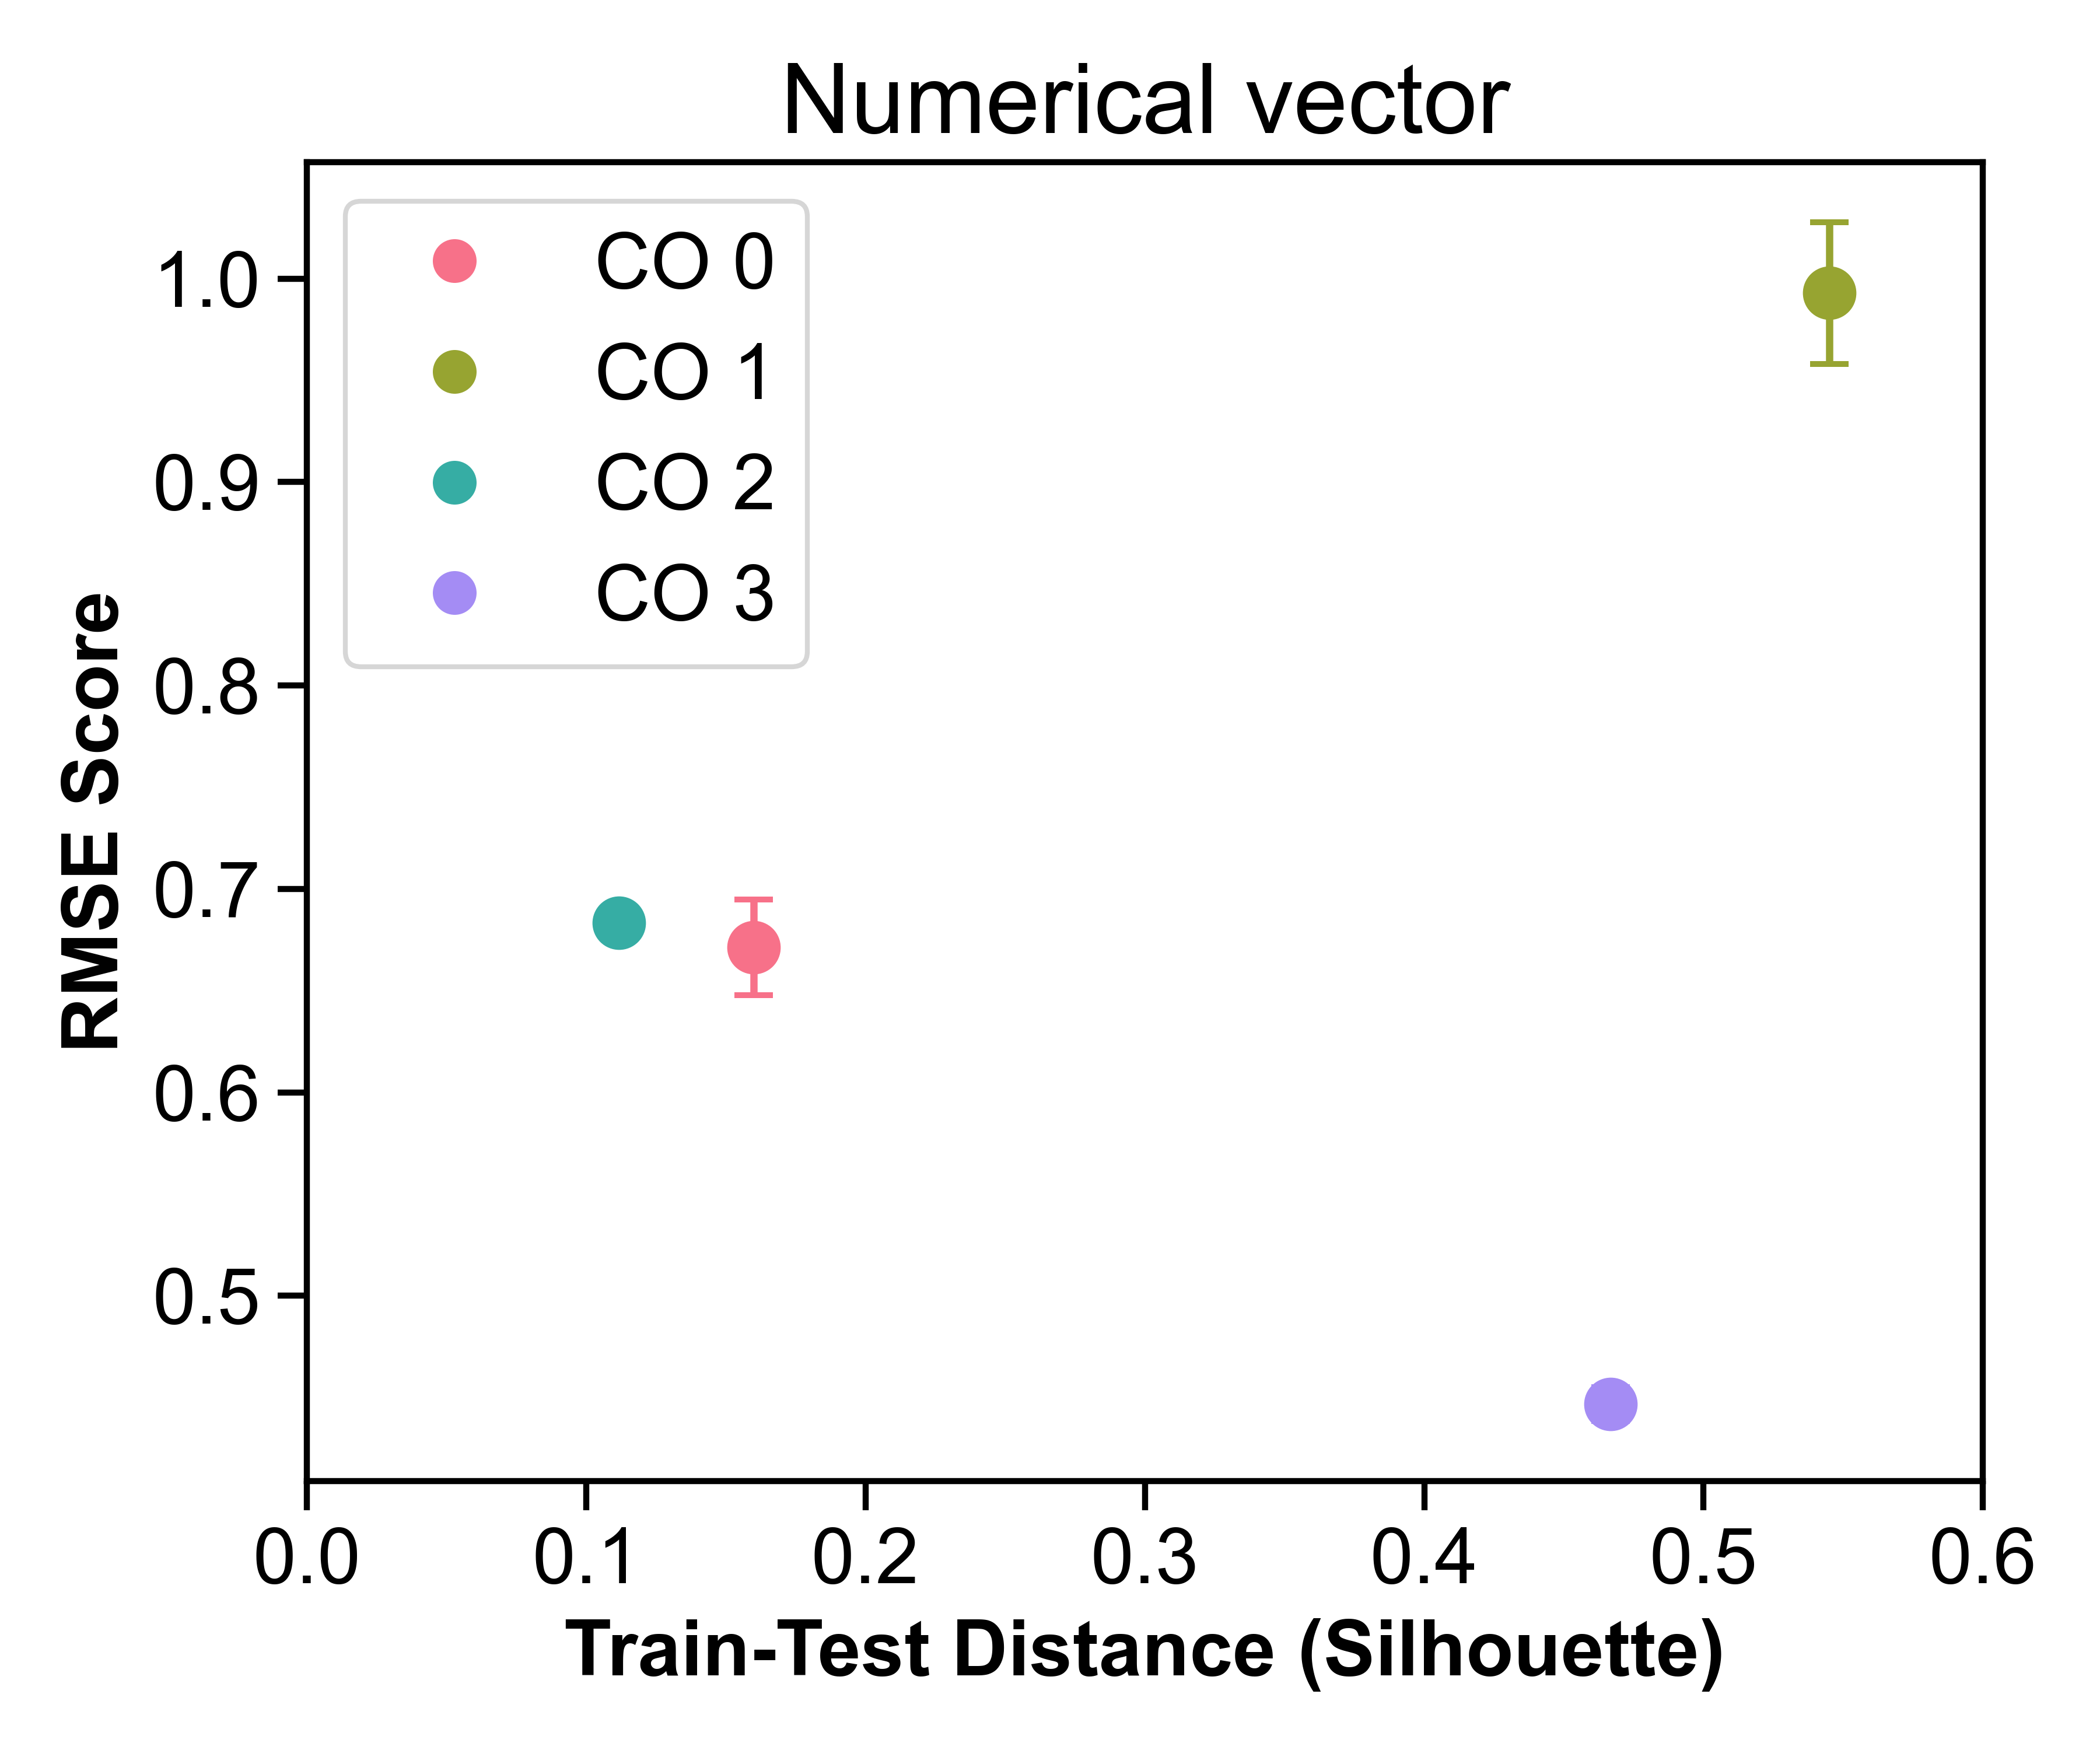 Numerical vector
CO 0
CO 1
CO 2
CO 3
1.0
0.9
0.8
0.7
0.6
0.5
RMSE Score
0.0 0.1 0.2 0.3 0.4 0.5 0.6
Train-Test Distance (Silhouette)